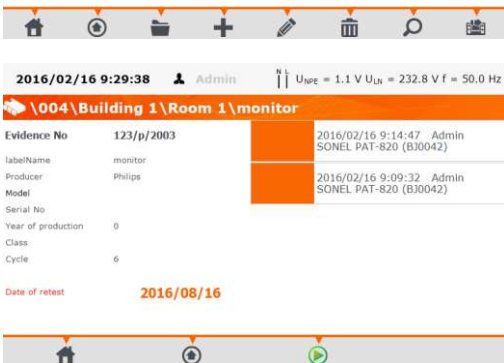 2016/02/16 9:29:38 Admin N L U_NPE = 1.1 V U_LN = 232.8 V f = 50.0 Hz
\004\Building 1\Room 1\monitor
Evidence No 123/p/2003
labelName monitor
Producer Philips
Model
Serial No
Year of production 0
Class
Cycle 6
Date of retest 2016/08/16
2016/02/16 9:14:47 Admin
SONEL PAT-820 (BJ0042)
2016/02/16 9:09:32 Admin
SONEL PAT-820 (BJ0042)